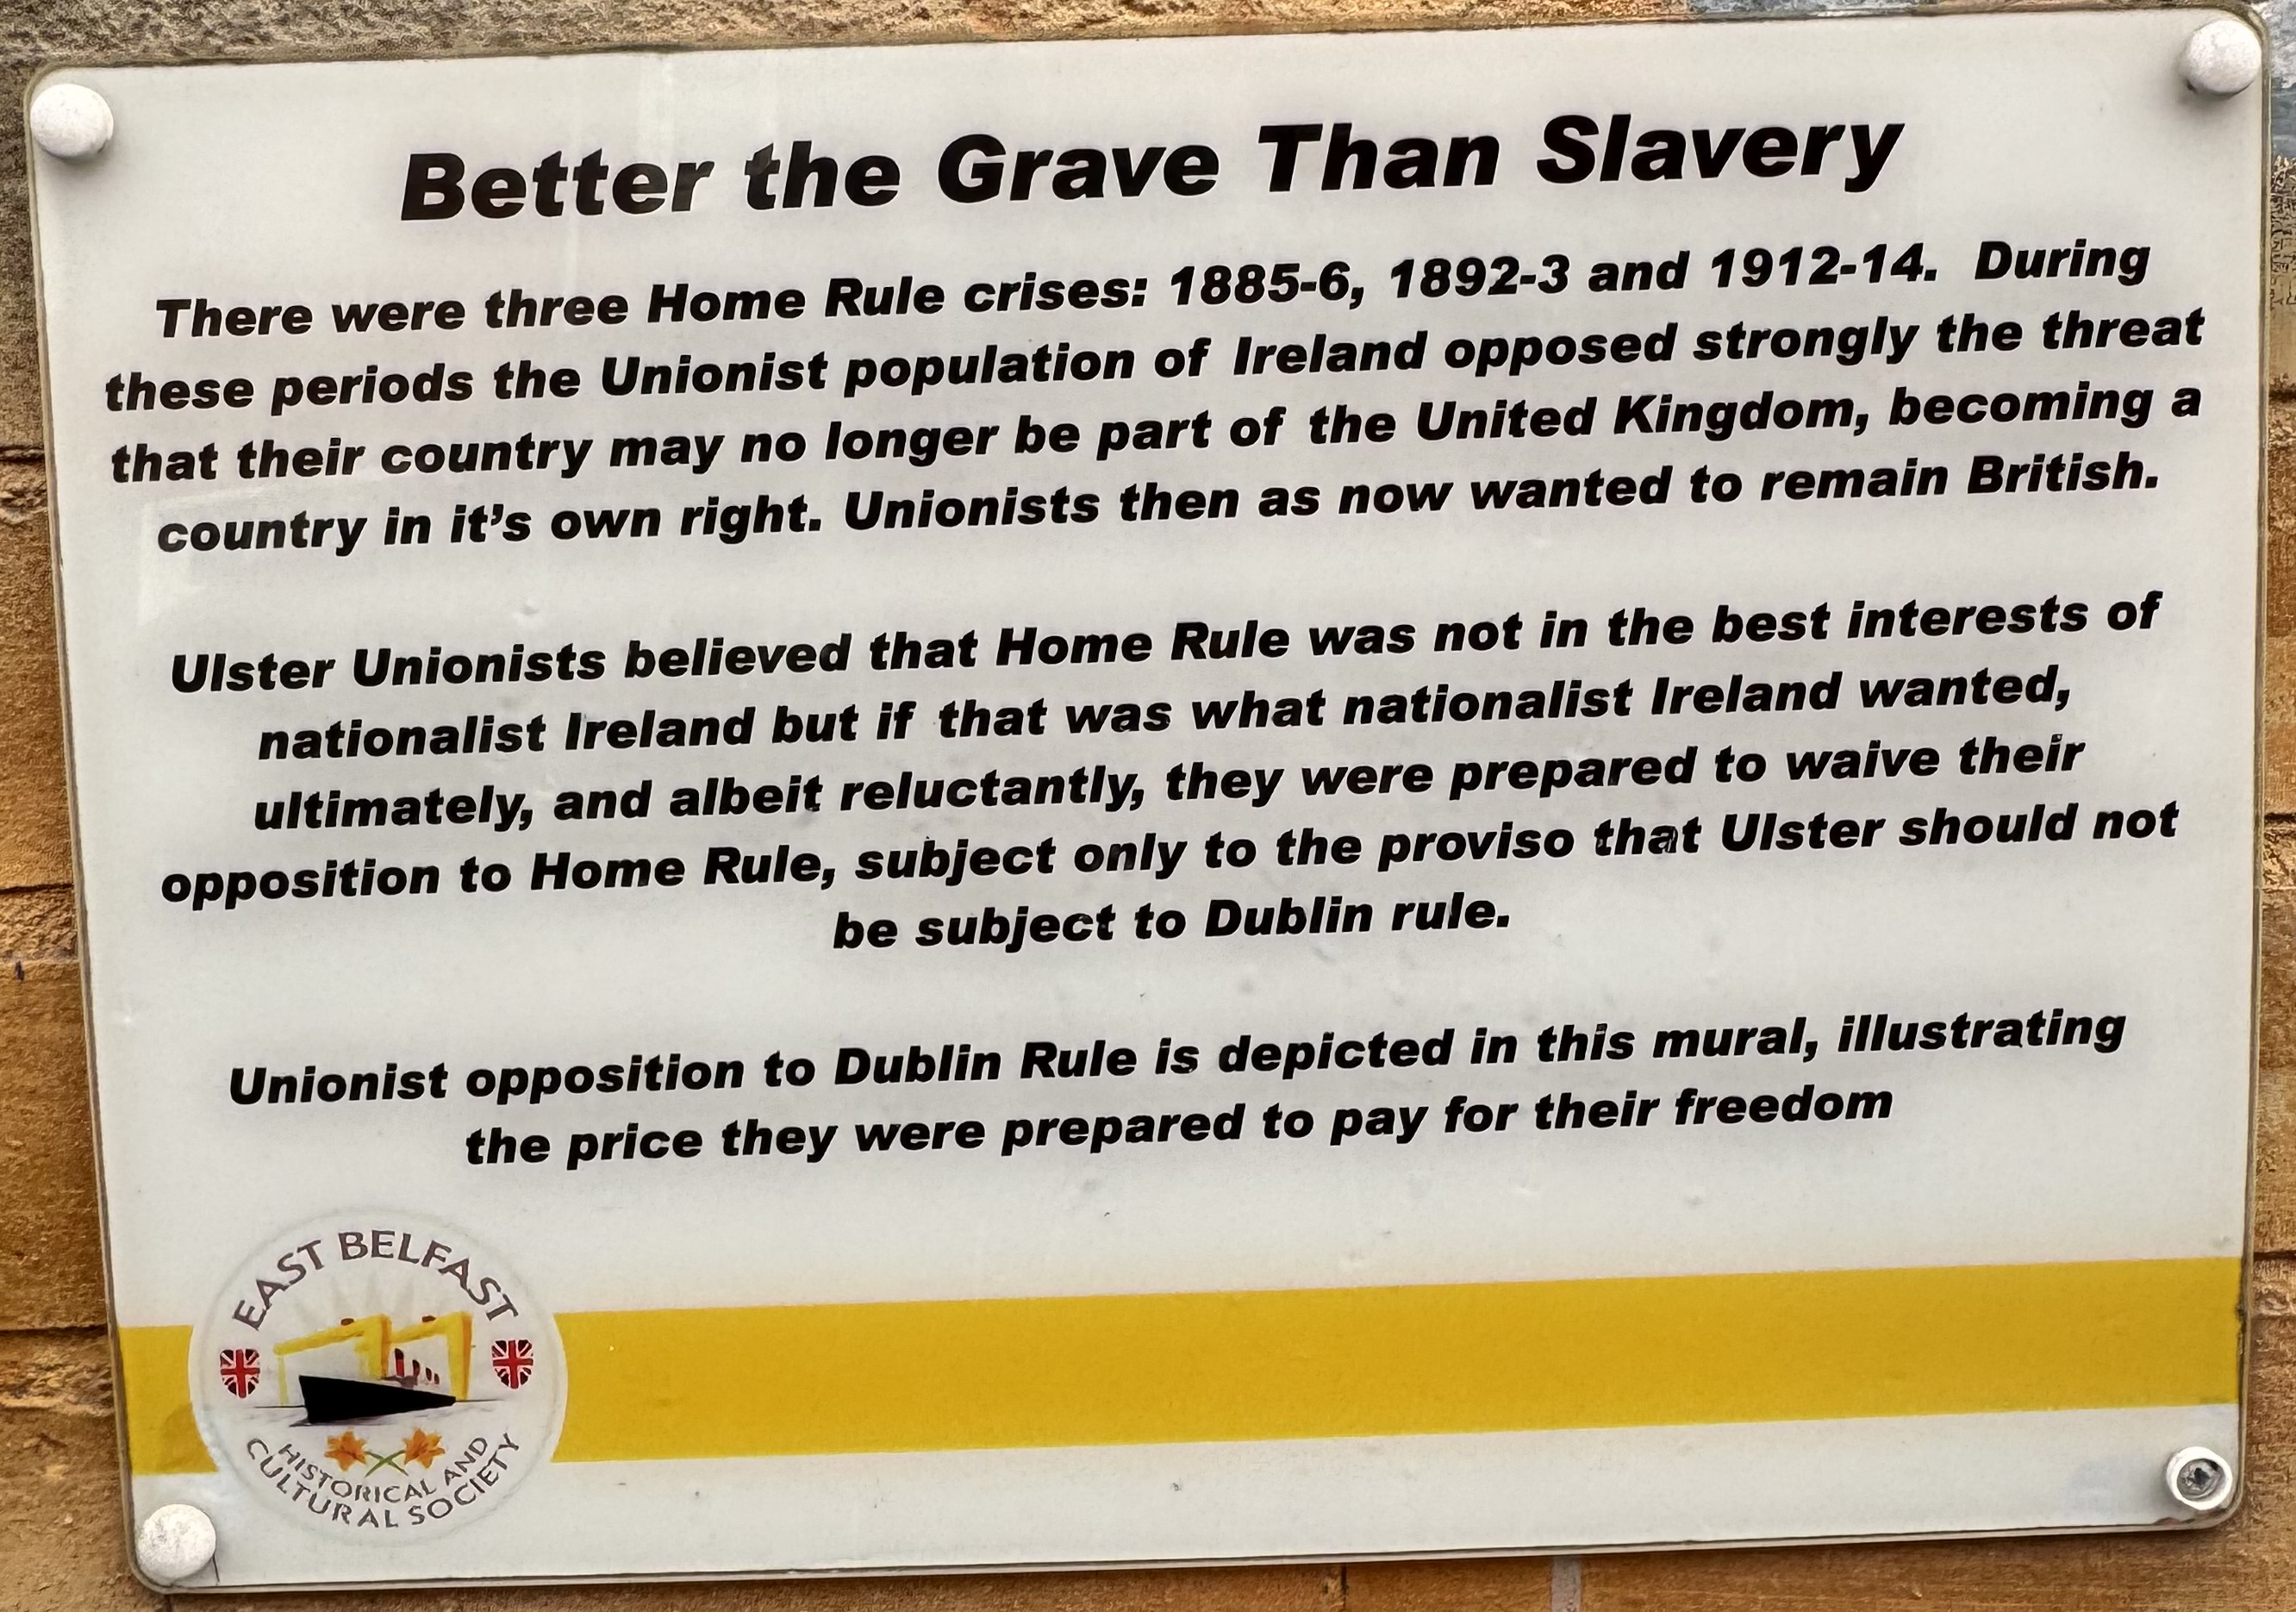 Better the Grave Than Slavery
There were three Home Rule crises: 1885-6, 1892-3 and 1912-14. During
these periods the Unionist population of Ireland opposed strongly the threat
that their country may no longer be part of the United Kingdom, becoming a
country in it's own right. Unionists then as now wanted to remain British.
Ulster Unionists believed that Home Rule was not in the best interests of
nationalist Ireland but if that was what nationalist Ireland wanted,
ultimately, and albeit reluctantly, they were prepared to waive their
opposition to Home Rule, subject only to the proviso that Ulster should not
be subject to Dublin rule.
Unionist opposition to Dublin Rule is depicted in this mural, illustrating
the price they were prepared to pay for their freedom
EAST BELFAST
HISTORICAL AND
CULTURAL SOCIETY